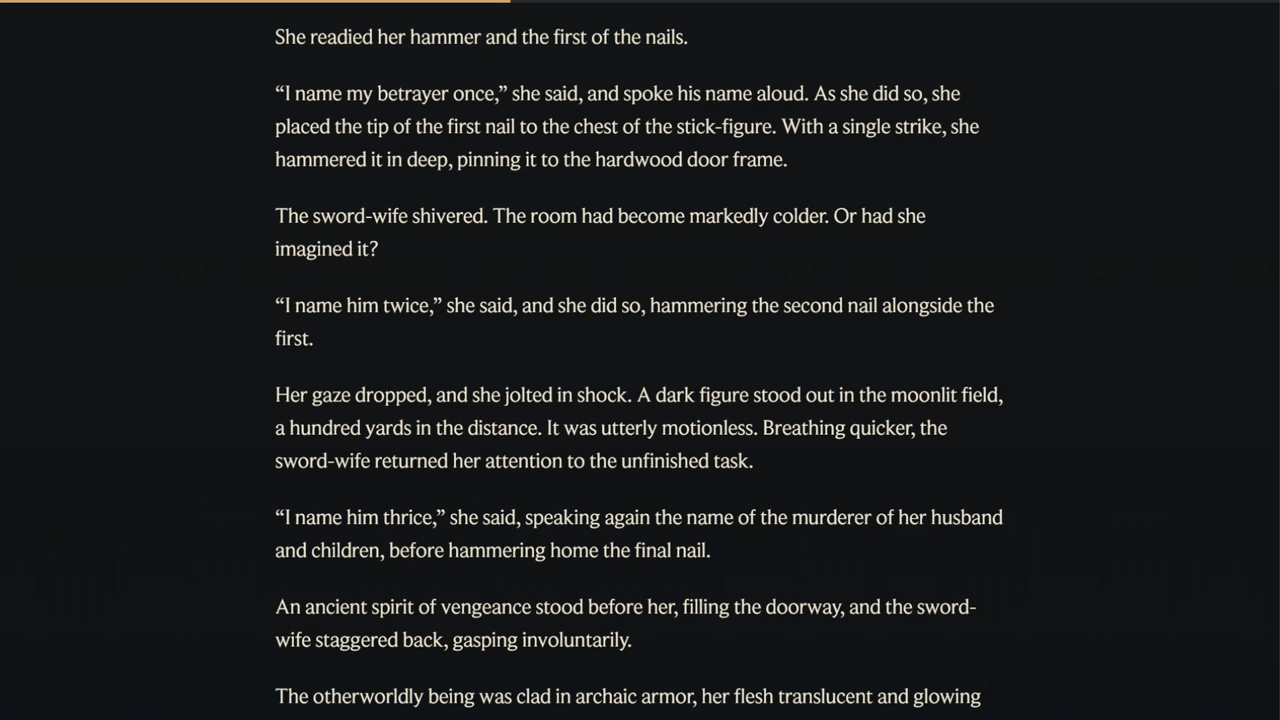 She readied her hammer and the first of the nails.
“I name my betrayer once,” she said, and spoke his name aloud. As she did so, she
placed the tip of the first nail to the chest of the stick-figure. With a single strike, she
hammered it in deep, pinning it to the hardwood door frame.
The sword-wife shivered. The room had become markedly colder. Or had she
imagined it?
“I name him twice,” she said, and she did so, hammering the second nail alongside the
first.
Her gaze dropped, and she jolted in shock. A dark figure stood out in the moonlit field,
a hundred yards in the distance. It was utterly motionless. Breathing quicker, the
sword-wife returned her attention to the unfinished task.
“I name him thrice,” she said, speaking again the name of the murderer of her husband
and children, before hammering home the final nail.
An ancient spirit of vengeance stood before her, filling the doorway, and the sword-
wife staggered back, gasping involuntarily.
The otherworldly being was clad in archaic armor, her flesh translucent and glowing